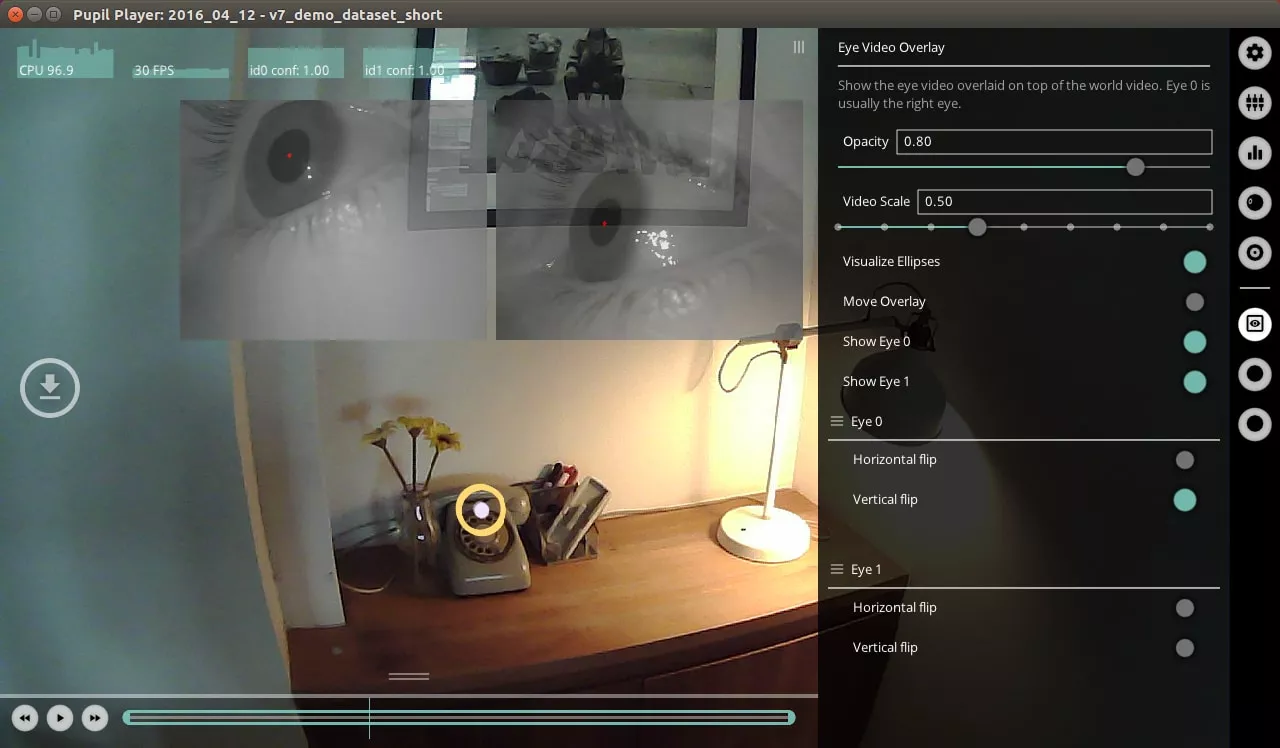 Pupil Player: 2016_04_12 - v7_demo_dataset_short
CPU 96.9
30 FPS
id0 conf: 1.00
id1 conf: 1.00
Eye Video Overlay
Show the eye video overlaid on top of the world video. Eye 0 is
usually the right eye.
Opacity 0.80
Video Scale 0.50
Visualize Ellipses
Move Overlay
Show Eye 0
Show Eye 1
Eye 0
Horizontal flip
Vertical flip
Eye 1
Horizontal flip
Vertical flip